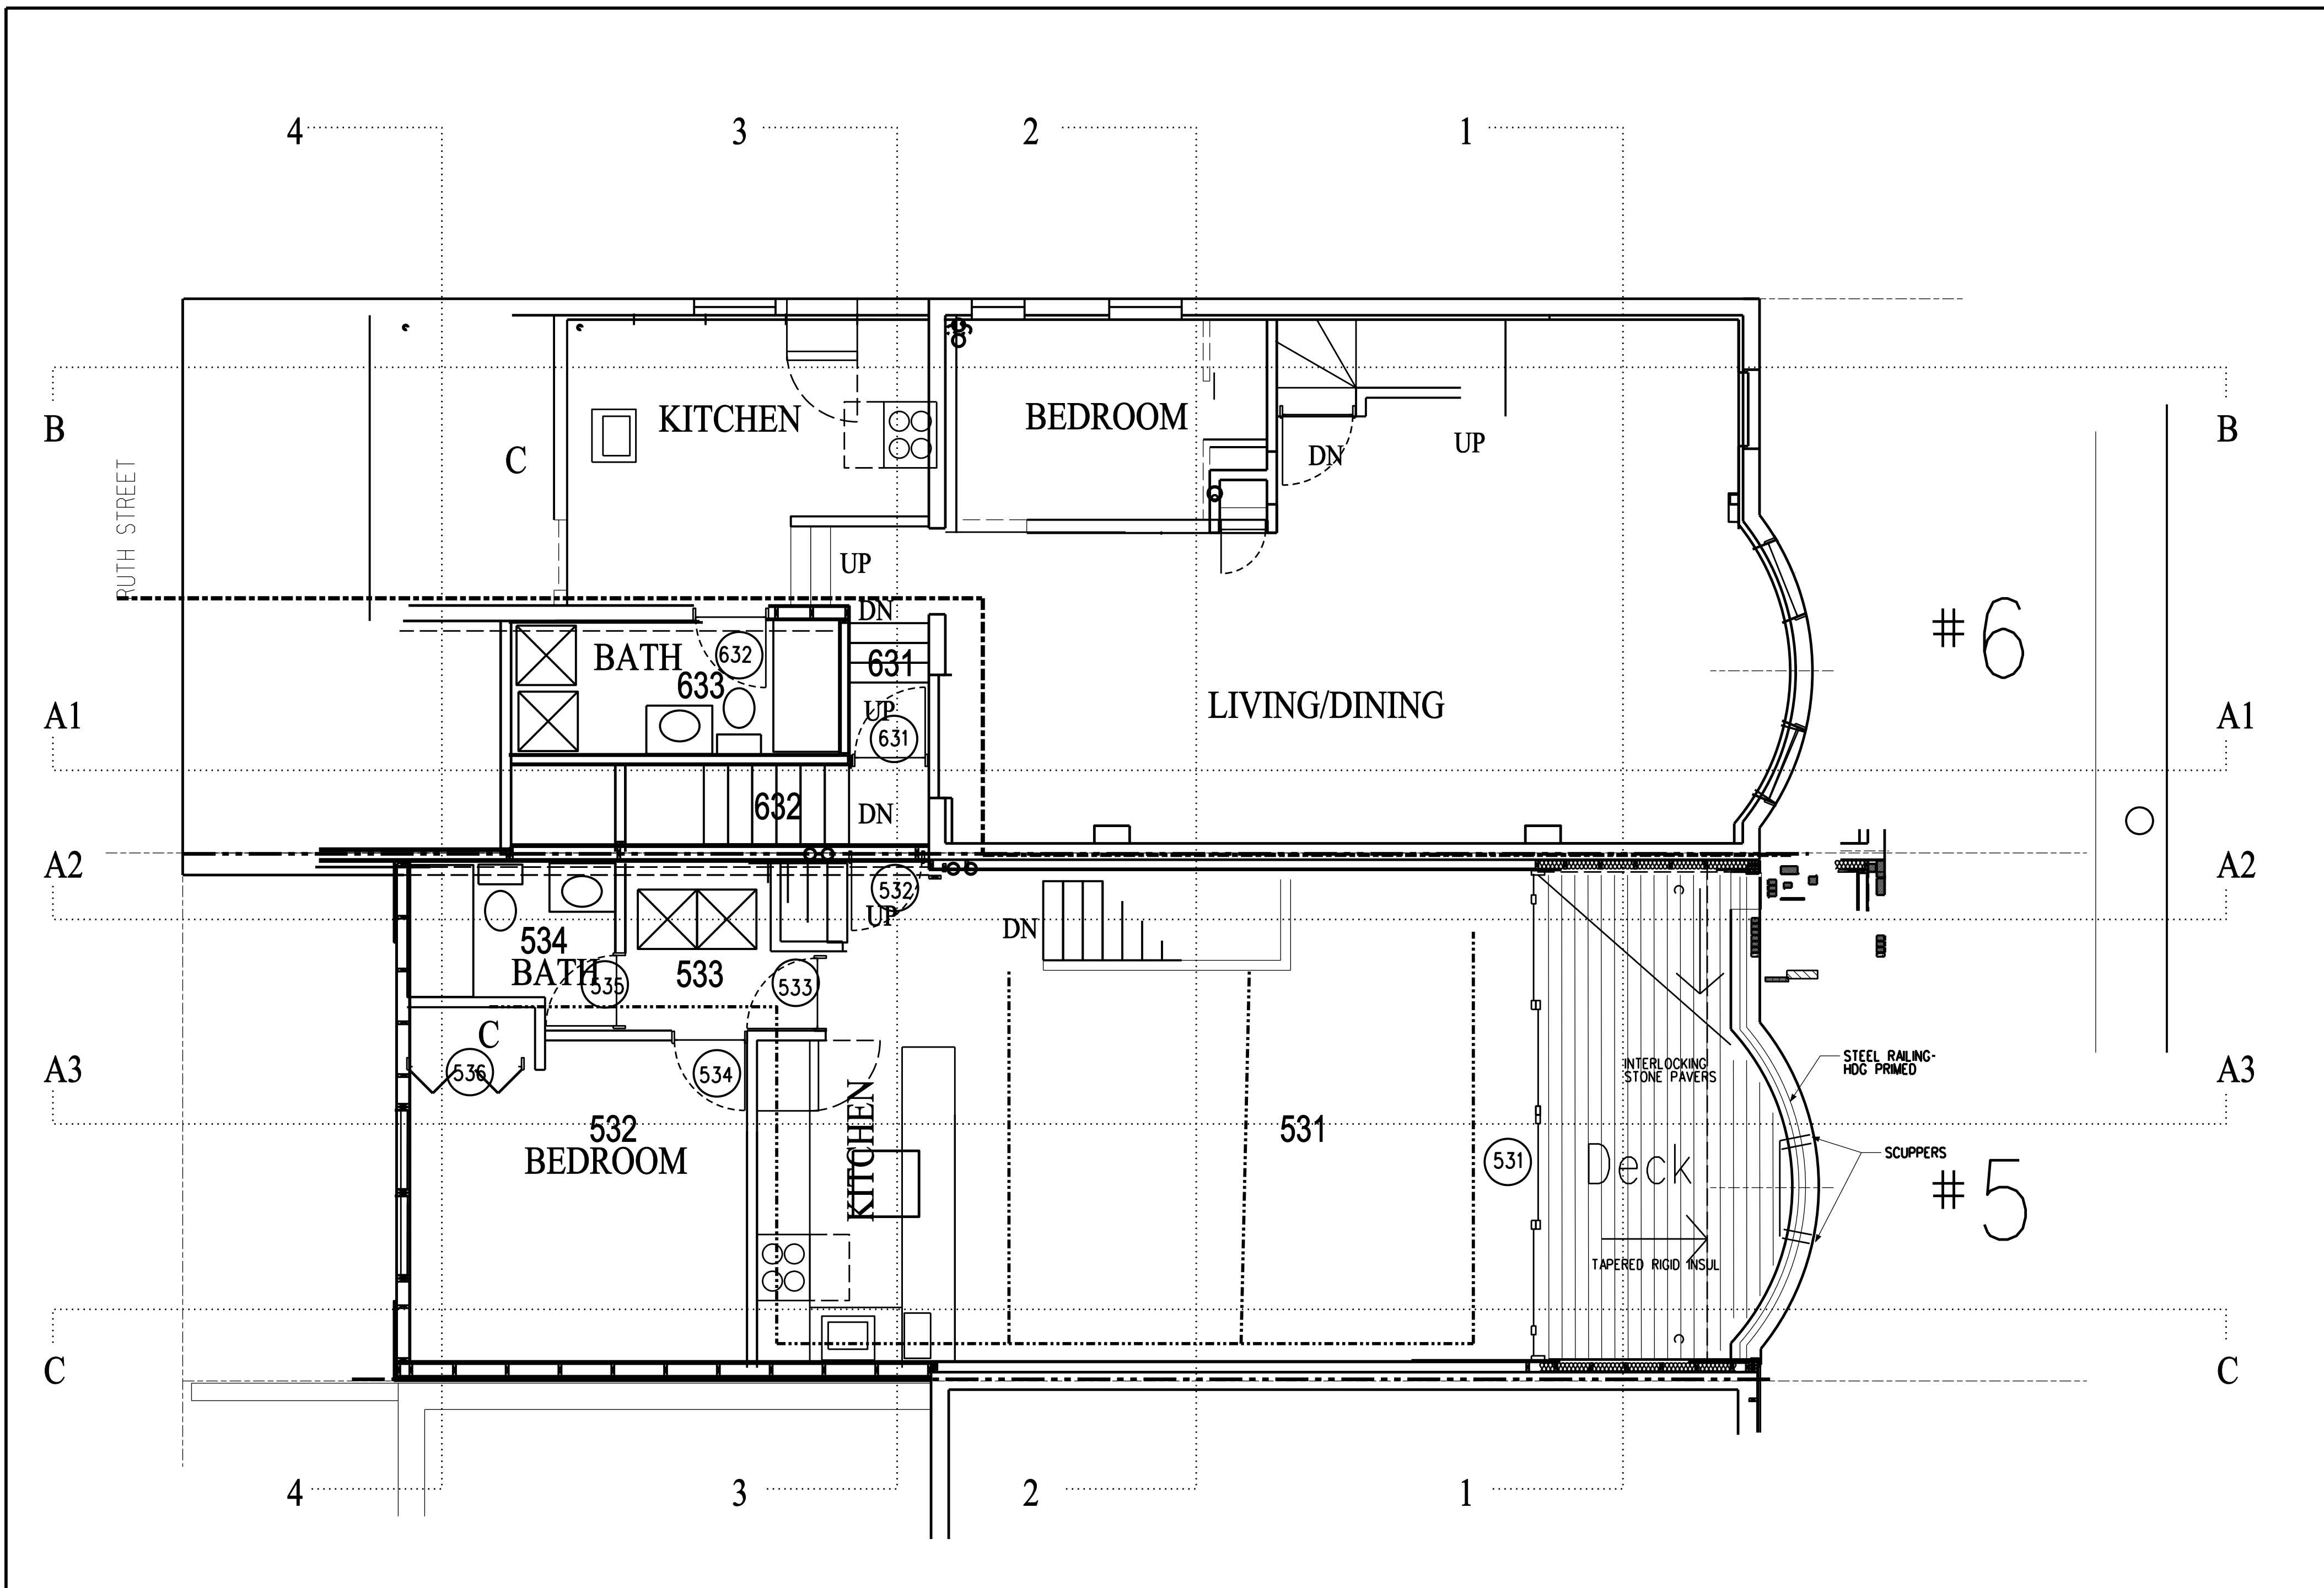 4
3
2
1
B
KITCHEN
BEDROOM
UP
DN
B
C
RUTH STREET
UP
DN
#6
BATH
632
631
633
LIVING/DINING
A1
UP
631
A1
632
DN
A2
532
UP
DN
A2
534
BATH
535
533
533
C
536
534
A3
INTERLOCKING
STONE PAVERS
STEEL RAILING-
HDG PRIMED
A3
532
BEDROOM
KITCHEN
531
531
Deck
SCUPPERS
#5
TAPERED RIGID INSUL
C
C
C
C
4
3
2
1